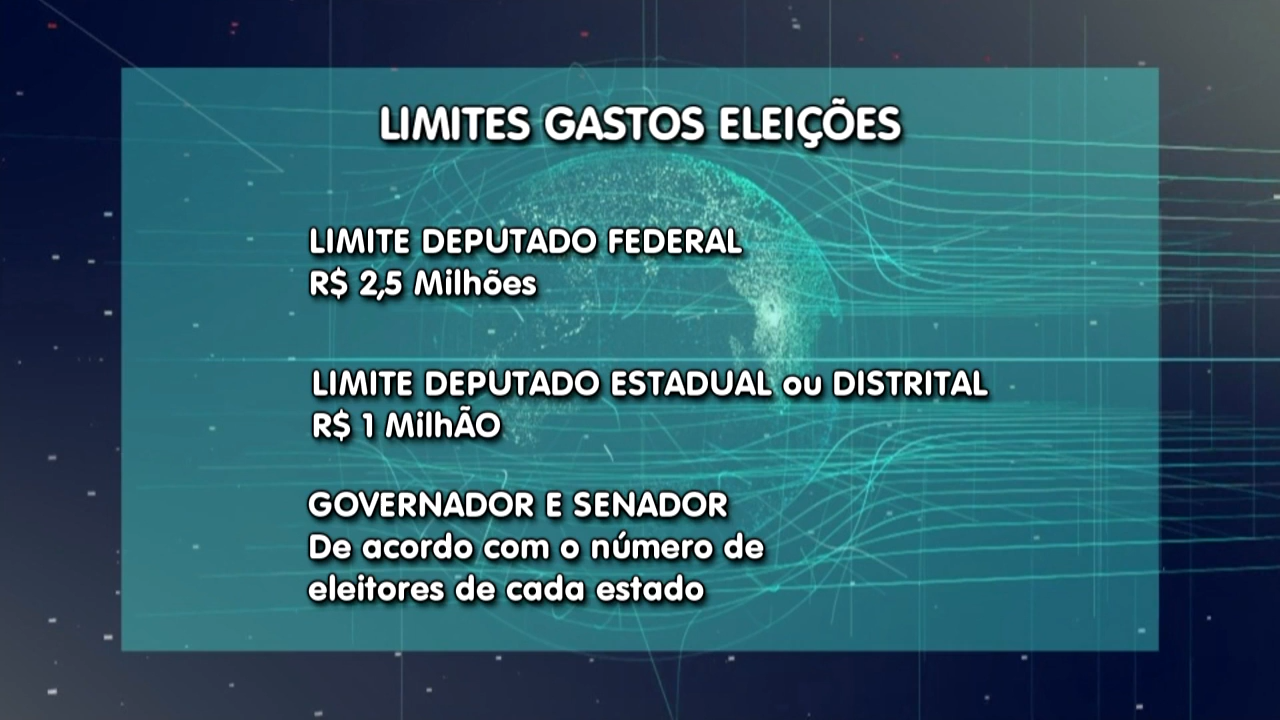 LIMITES GASTOS ELEIÇÕES
LIMITE DEPUTADO FEDERAL
R$ 2,5 Milhões
LIMITE DEPUTADO ESTADUAL ou DISTRITAL
R$ 1 MilhÃO
GOVERNADOR E SENADOR
De acordo com o número de
eleitores de cada estado